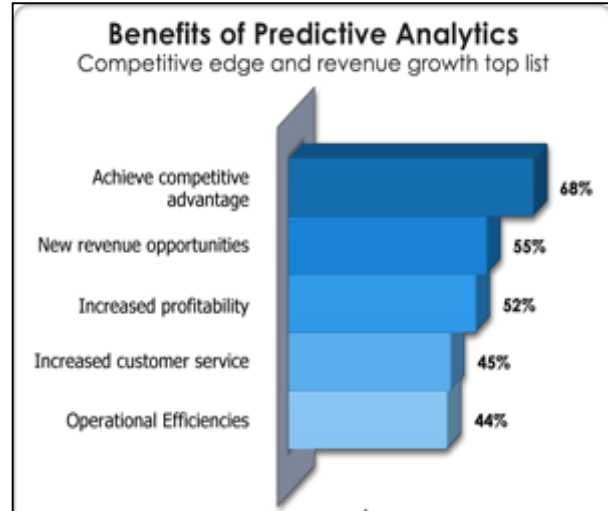 Benefits of Predictive Analytics
Competitive edge and revenue growth top list
Achieve competitive
advantage
68%
New revenue opportunities
55%
Increased profitability
52%
Increased customer service
45%
Operational Efficiencies
44%